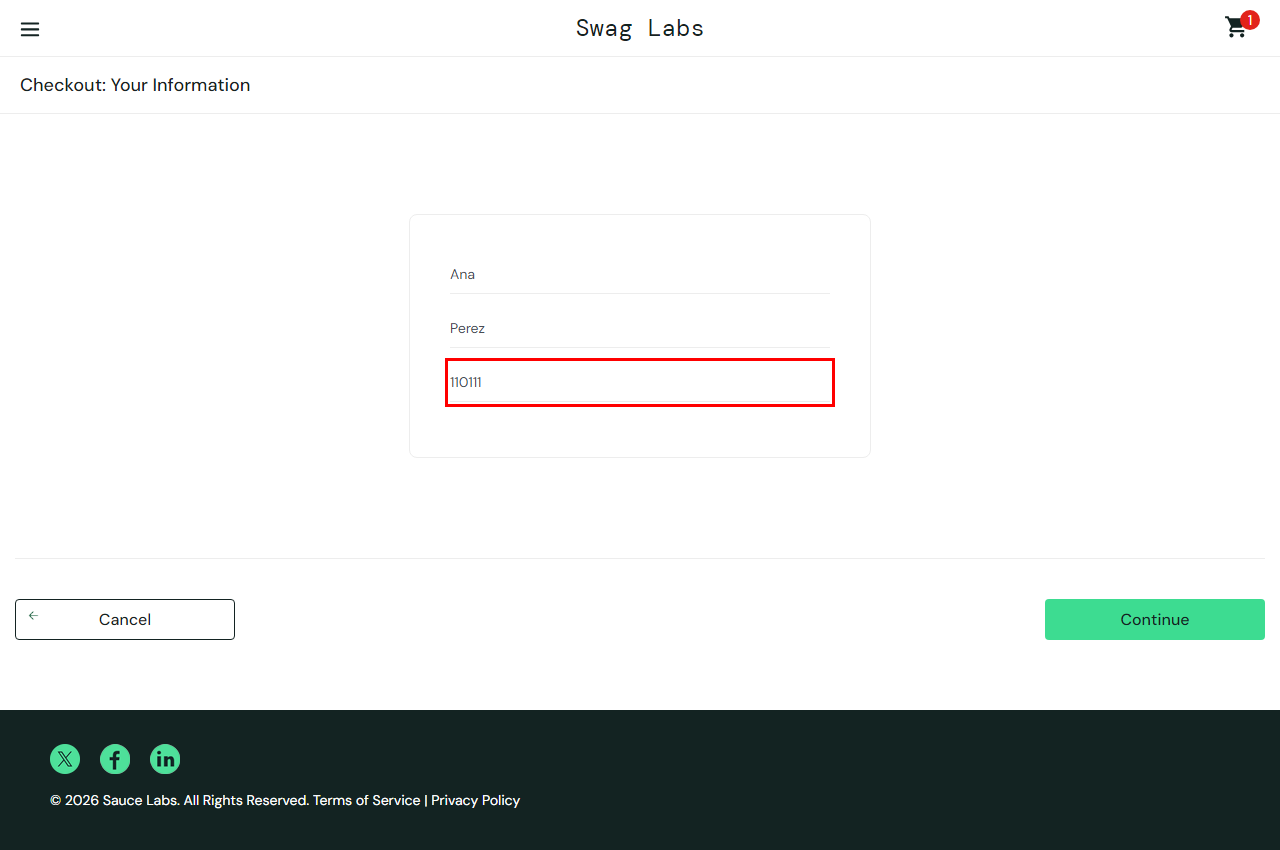 Swag Labs
1
Checkout: Your Information
Ana
Perez
110111
Cancel
Continue
© 2026 Sauce Labs. All Rights Reserved. Terms of Service | Privacy Policy